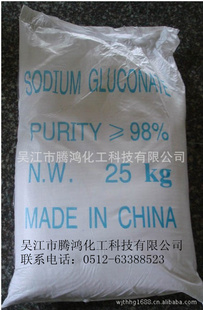 SODIUM GLUCONATE
PURITY ≥ 98%
吴江市腾鸿化工科技有限公司
N.W. 25 kg
MADE IN CHINA
吴江市腾鸿化工科技有限公司
联系电话：0512-63388523
wjthhg1688.cn.alibaba.com